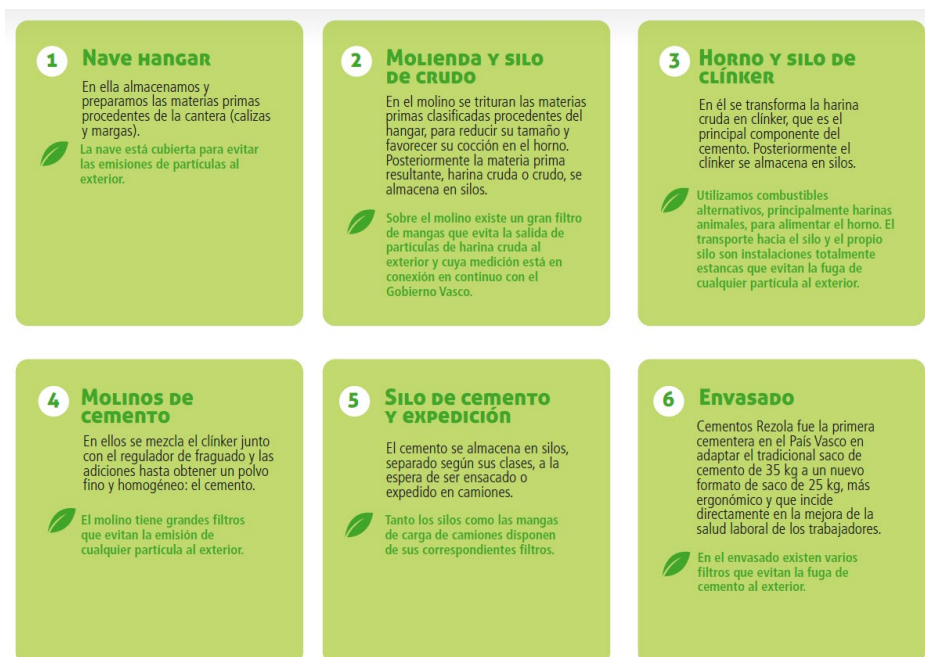 1 Nave hangar
En ella almacenamos y
preparamos las materias primas
procedentes de la cantera (calizas
y margas).
La nave está cubierta para evitar
las emisiones de partículas al
exterior.
2 Molienda y silo
de crudo
En el molino se trituran las materias
primas clasificadas procedentes del
hangar, para reducir su tamaño y
favorecer su cocción en el horno.
Posteriormente la materia prima
resultante, harina cruda o crudo, se
almacena en silos.
Sobre el molino existe un gran filtro
de mangas que evita la salida de
partículas de harina cruda al
exterior y cuya medición está en
conexión en continuo con el
Gobierno Vasco.
3 Horno y silo de
clínker
En él se transforma la harina
cruda en clínker, que es el
principal componente del
cemento. Posteriormente el
clínker se almacena en silos.
Utilizamos combustibles
alternativos, principalmente harinas
animales, para alimentar el horno. El
transporte hacia el silo y el propio
silo son instalaciones totalmente
estancas que evitan la fuga de
cualquier partícula al exterior.
4 Molinos de
cemento
En ellos se mezcla el clínker junto
con el regulador de fraguado y las
adiciones hasta obtener un polvo
fino y homogéneo: el cemento.
El molino tiene grandes filtros
que evitan la emisión de
cualquier partícula al exterior.
5 Silo de cemento
y expedición
El cemento se almacena en silos,
separado según sus clases, a la
espera de ser ensacado o
expedido en camiones.
Tanto los silos como las mangas
de carga de camiones disponen
de sus correspondientes filtros.
6 Envasado
Cementos Rezola fue la primera
cementera en el País Vasco en
adaptar el tradicional saco de
cemento de 35 kg a un nuevo
formato de saco de 25 kg, más
ergonómico y que incide
directamente en la mejora de la
salud laboral de los trabajadores.
En el envasado existen varios
filtros que evitan la fuga de
cemento al exterior.